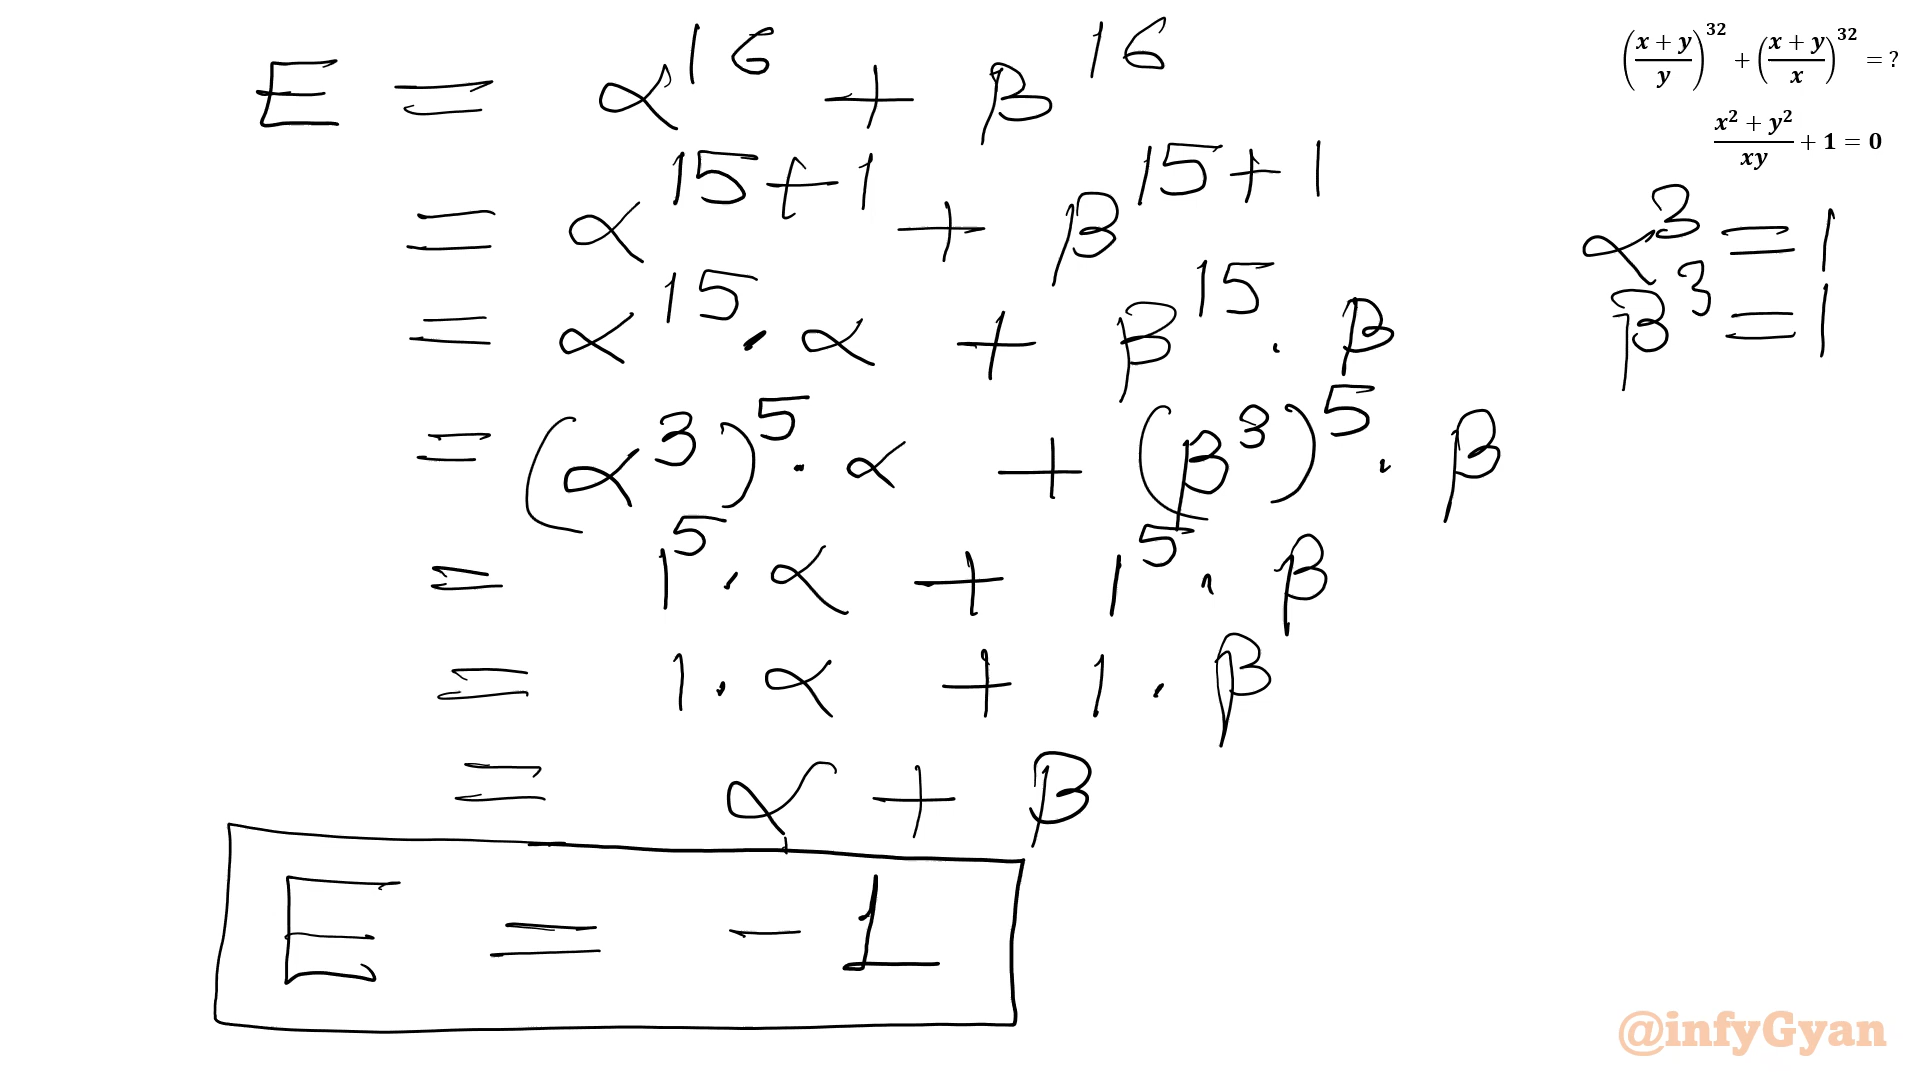 E = α^16 + β^16
= α^15+1 + β^15+1
= α^15 · α + β^15 · β
= (α^3)^5 · α + (β^3)^5 · β
= 1^5 · α + 1^5 · β
= 1 · α + 1 · β
= α + β
E = -1
((x + y)/y)^32 + ((x + y)/x)^32 = ?
(x^2 + y^2)/(xy) + 1 = 0
α^3 = 1
β^3 = 1
@infyGyan